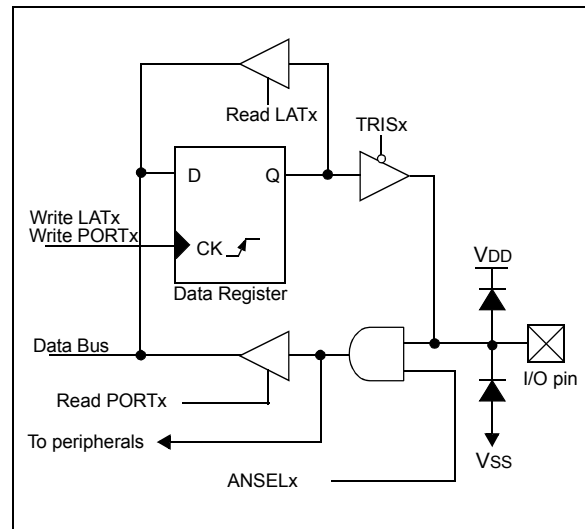 Read LATx
TRISx
D
Q
Write LATx
Write PORTx
CK
Data Register
VDD
Data Bus
I/O pin
Read PORTx
To peripherals
VSS
ANSELx